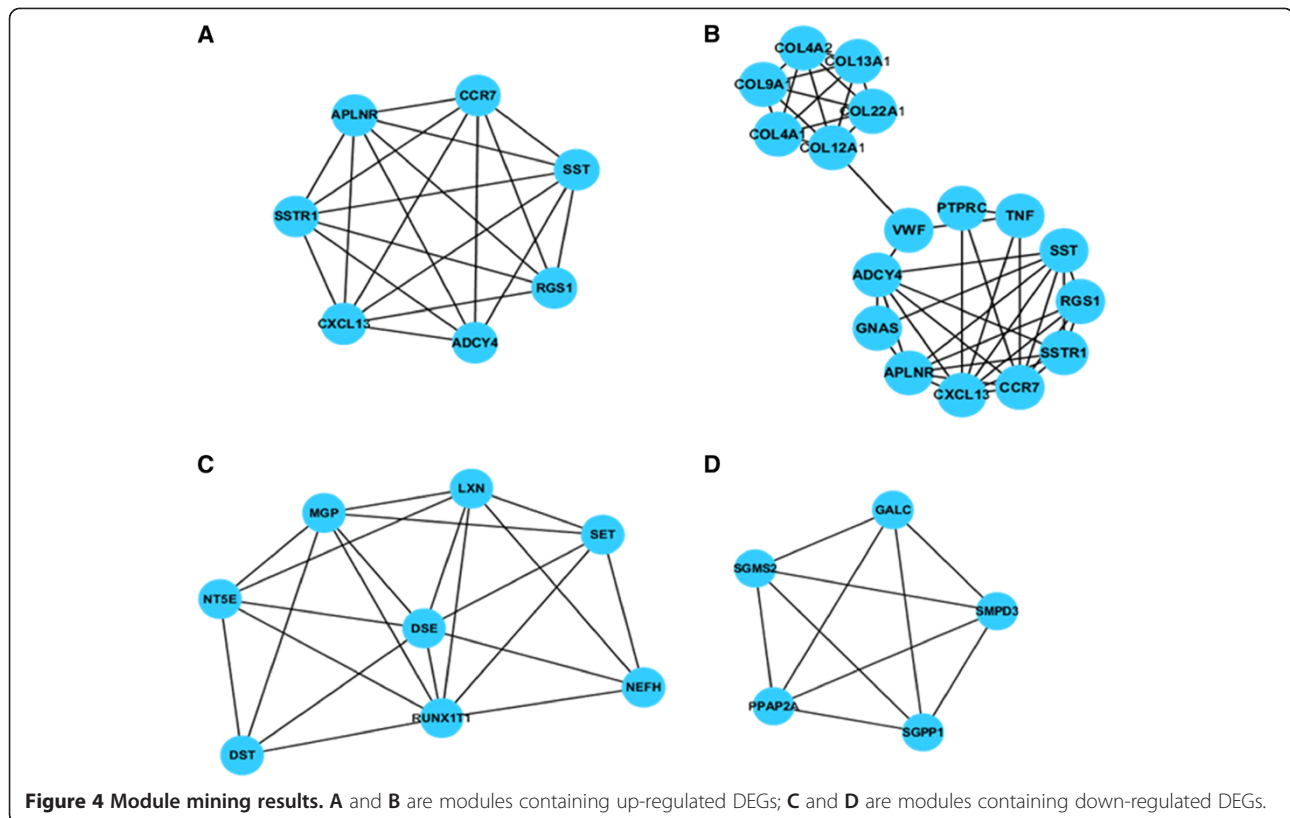 A
CCR7
APLNR
SST
SSTR1
RGS1
CXCL13
ADCY4
B
COL4A2
COL13A1
COL9A1
COL22A1
COL4A1
COL12A1
PTPRC
TNF
VWF
SST
ADCY4
RGS1
GNAS
SSTR1
APLNR
CCR7
CXCL13
C
LXN
MGP
SET
NT5E
DSE
NEFH
RUNX1T1
DST
D
GALC
SGMS2
SMPD3
PPAP2A
SGPP1
Figure 4 Module mining results. A and B are modules containing up-regulated DEGs; C and D are modules containing down-regulated DEGs.